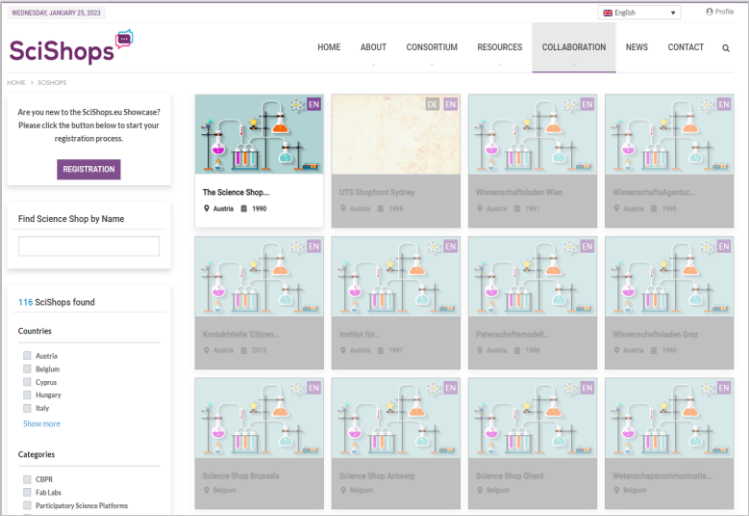 WEDNESDAY, JANUARY 25, 2023
English
Profile
SciShops
HOME ABOUT CONSORTIUM RESOURCES COLLABORATION NEWS CONTACT
HOME > SCISHOPS
Are you new to the SciShops.eu Showcase?
Please click the button below to start your
registration process.
REGISTRATION
Find Science Shop by Name
116 SciShops found
Countries
Austria
Belgium
Cyprus
Hungary
Italy
Show more
Categories
CBPR
Fab Labs
Participatory Science Platforms
EN
The Science Shop...
Austria 1990
DE EN
UTS Shopfront Sydney
Austria 1996
EN
Wissenschaftsladen Wien
Austria 1991
EN
WissenschaftsAgentur...
Austria 1990
EN
Kontaktstelle 'Citizen...
Austria 2015
EN
Institut für...
Austria 1991
EN
Patenschaftsmodell...
Austria 1986
EN
Wissenschaftsladen Graz
Austria 1990
EN
Science Shop Brussels
Belgium
EN
Science Shop Antwerp
Belgium
EN
Science Shop Ghent
Belgium
EN
Wetenschapscommunicatie...
Belgium